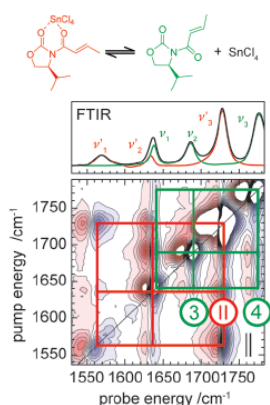 SnCl4
O O
O N
O O
O N
+ SnCl4
FTIR
ν'1 ν'2 ν1 ν2 ν'3 ν3
pump energy /cm⁻¹
1750
1700
1650
1600
1550
3 II 4
||
1550 1600 1650 1700 1750
probe energy /cm⁻¹